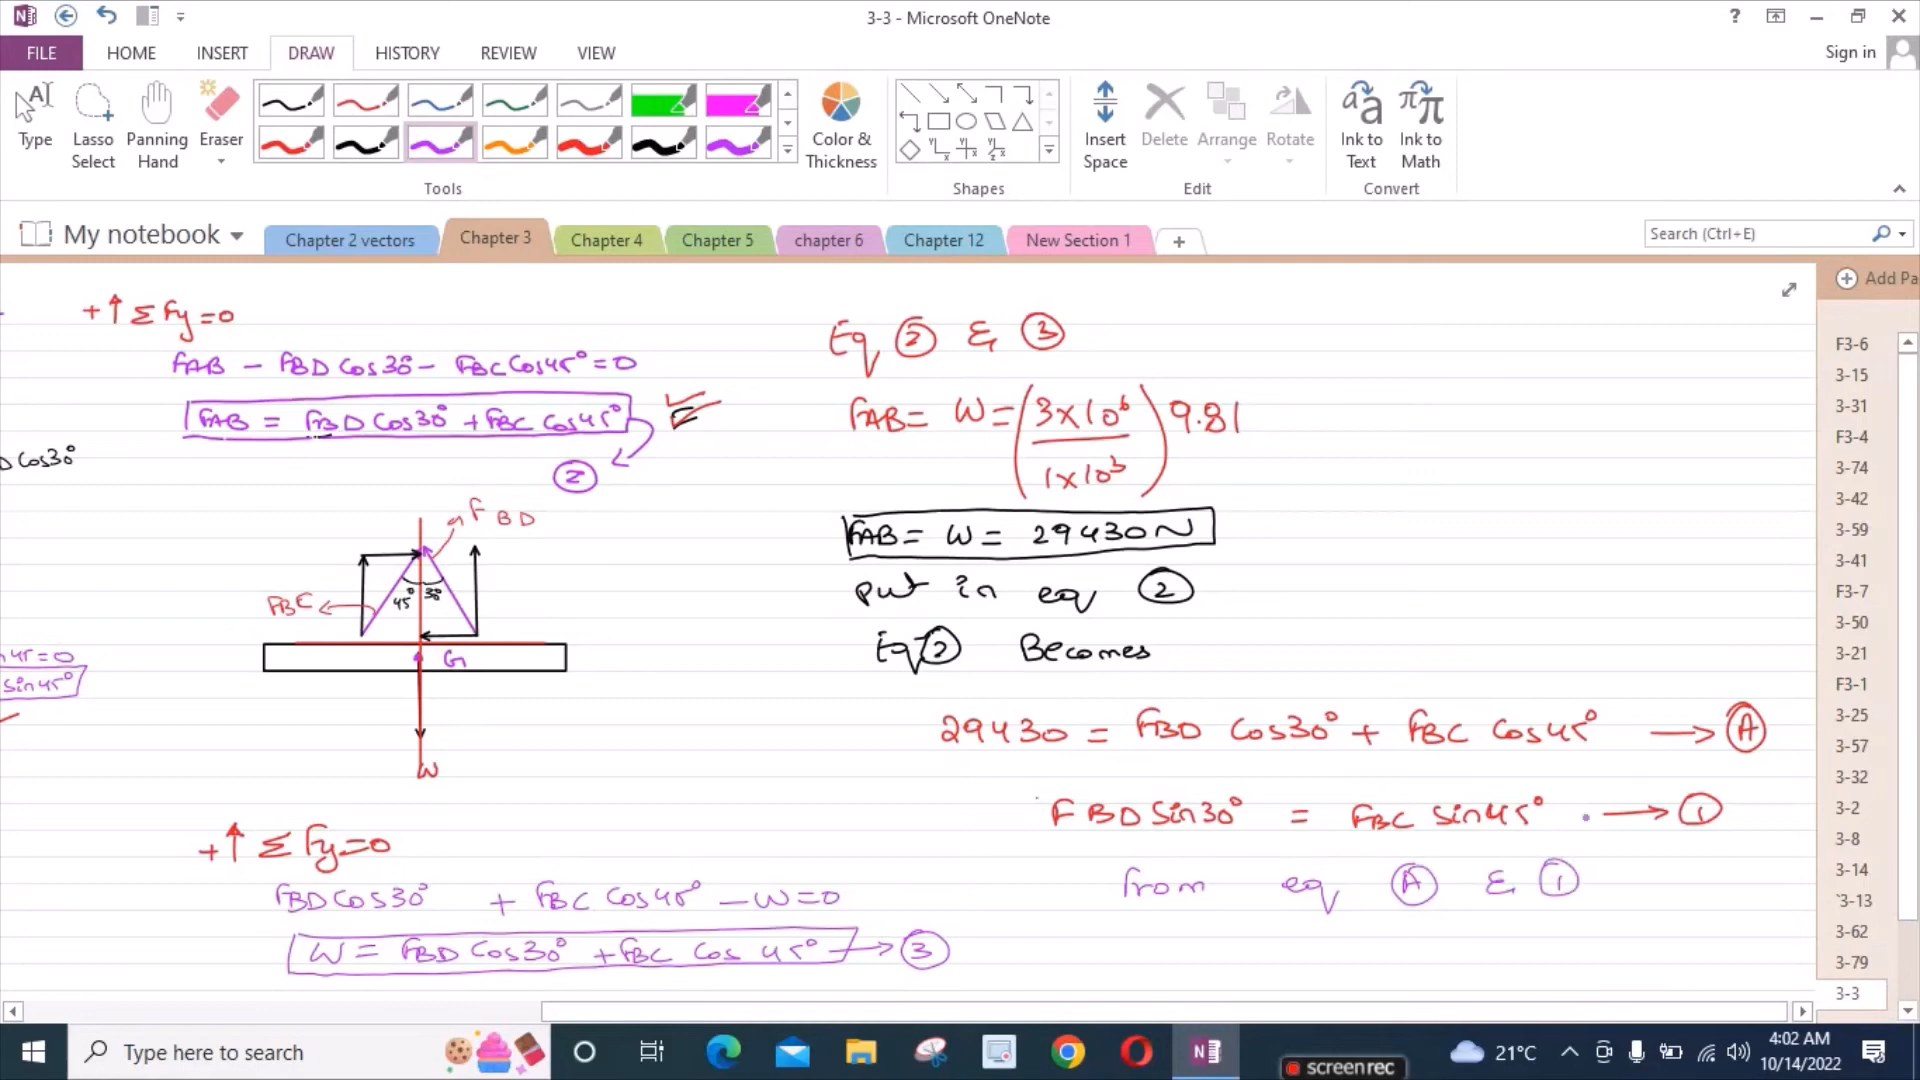 3-3 - Microsoft OneNote
FILE HOME INSERT DRAW HISTORY REVIEW VIEW
Sign in
Type
Lasso Select
Panning Hand
Eraser
Color & Thickness
Insert Space
Delete
Arrange
Rotate
Ink to Text
Ink to Math
Tools Shapes Edit Convert
My notebook
Chapter 2 vectors Chapter 3 Chapter 4 Chapter 5 chapter 6 Chapter 12 New Section 1
Search (Ctrl+E)
Add Pa
+↑ Σ Fy=0
FAB - FBD Cos30° - FBC Cos45° = 0
FAB = FBD Cos30° + FBC Cos45°
②
D Cos30°
F BD
FBC
45° 30°
G
W
sin45 = 0
sin45°
+↑ Σ Fy=0
FBD Cos30° + FBC Cos45° - W = 0
W = FBD Cos30° + FBC Cos 45° → ③
Eq ② & ③
FAB = W = (3×10⁶ / 1×10³) 9.81
FAB = W = 29430N
put in eq ②
Eq ② Becomes
29430 = FBD Cos30° + FBC Cos45° → Ⓐ
FBD Sin30° = FBC Sin45° → ①
from eq Ⓐ & ①
F3-6
3-15
3-31
F3-4
3-74
3-42
3-59
3-41
F3-7
3-50
3-21
F3-1
3-25
3-57
3-32
3-2
3-8
3-14
`3-13
3-62
3-79
3-3
Type here to search
screenrec
21°C
4:02 AM
10/14/2022